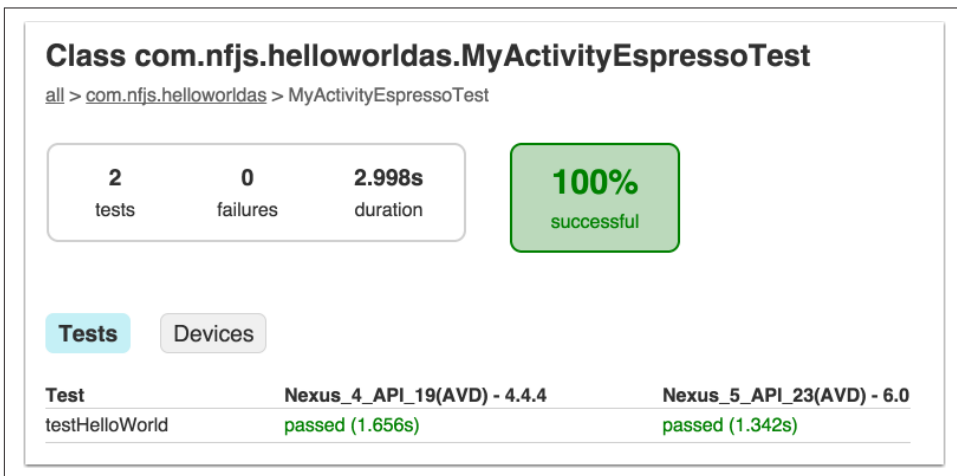 Class com.nfjs.helloworldas.MyActivityEspressoTest
all > com.nfjs.helloworldas > MyActivityEspressoTest
2 0 2.998s
tests failures duration
100%
successful
Tests Devices
Test Nexus_4_API_19(AVD) - 4.4.4 Nexus_5_API_23(AVD) - 6.0
testHelloWorld passed (1.656s) passed (1.342s)